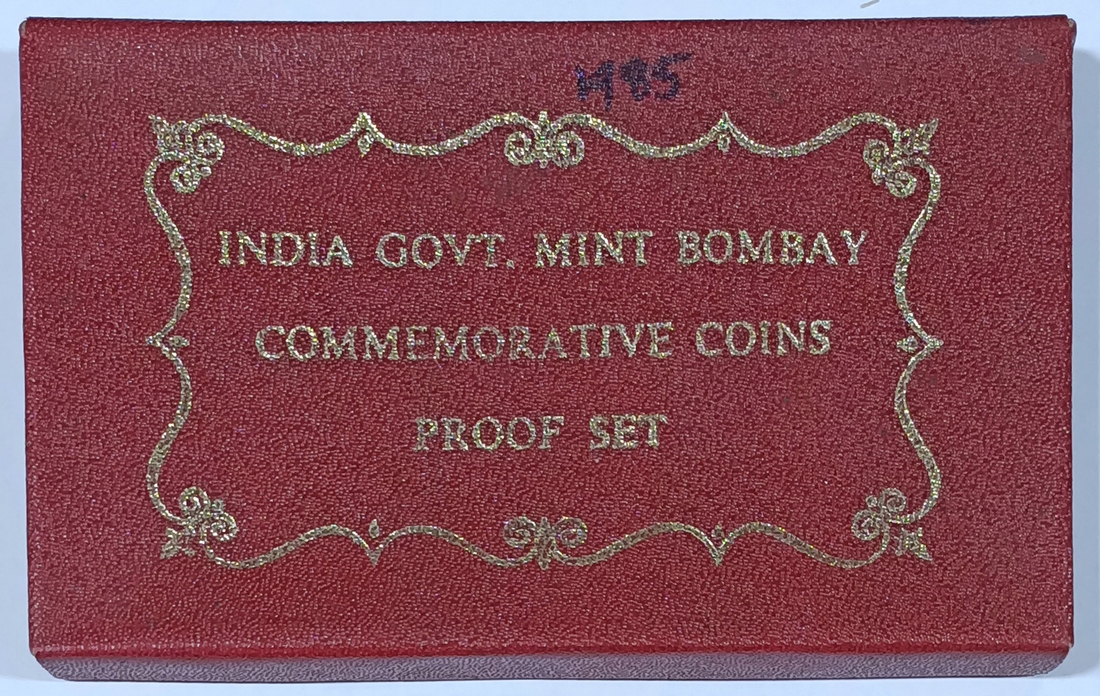 1985
INDIA GOVT. MINT BOMBAY
COMMEMORATIVE COINS
PROOF SET